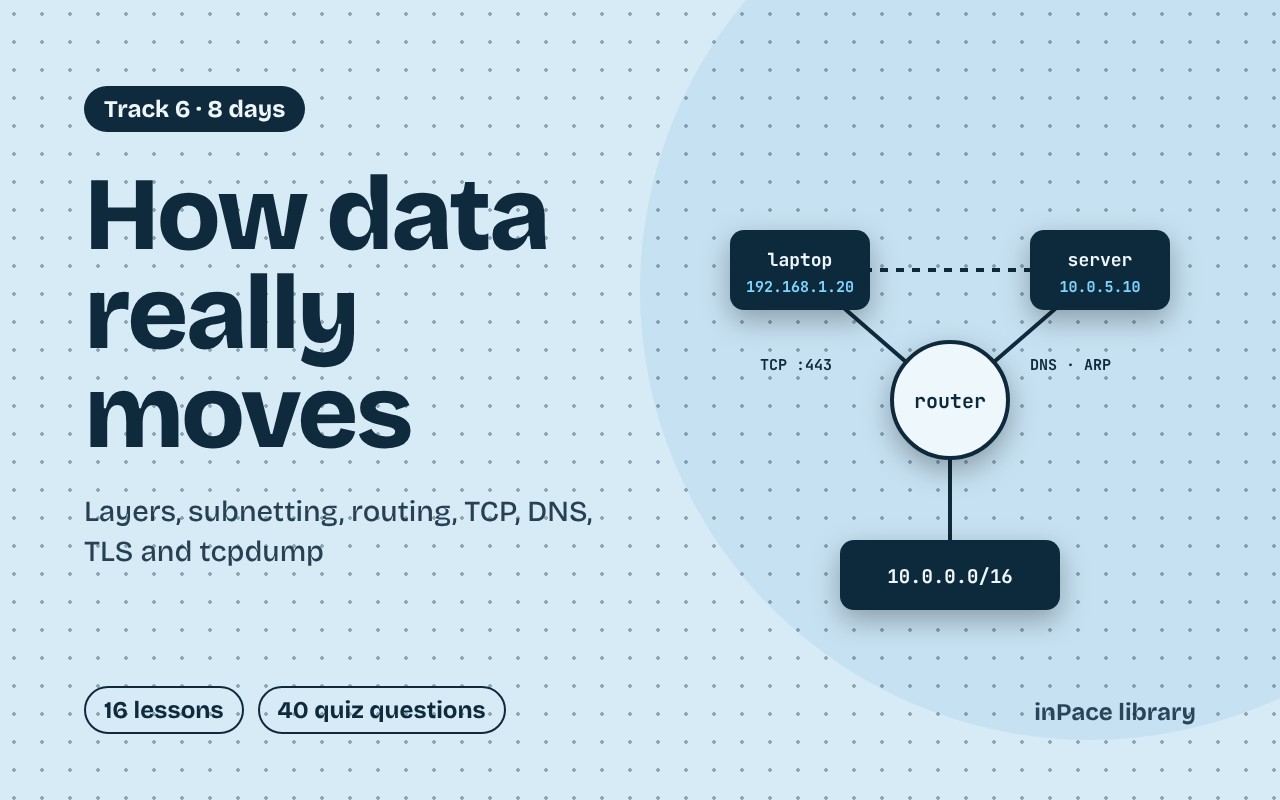 Track 6 · 8 days
How data
really
moves
Layers, subnetting, routing, TCP, DNS,
TLS and tcpdump
16 lessons
40 quiz questions
laptop
192.168.1.20
server
10.0.5.10
TCP :443
DNS · ARP
router
10.0.0.0/16
inPace library